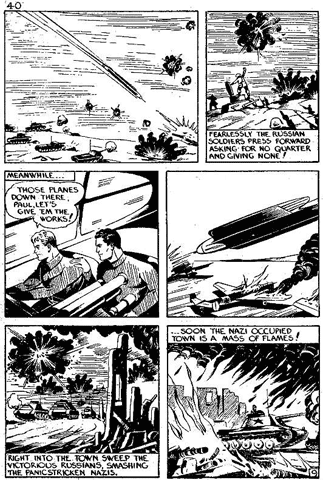 40
FEARLESSLY THE RUSSIAN
SOLDIERS PRESS FORWARD
ASKING FOR NO QUARTER
AND GIVING NONE!
MEANWHILE...
THOSE PLANES
DOWN THERE,
PAUL, LET'S
GIVE 'EM THE
WORKS!
RIGHT INTO THE TOWN SWEEP THE
VICTORIOUS RUSSIANS, SMASHING
THE PANICSTRICKEN NAZIS.
...SOON THE NAZI OCCUPIED
TOWN IS A MASS OF FLAMES!